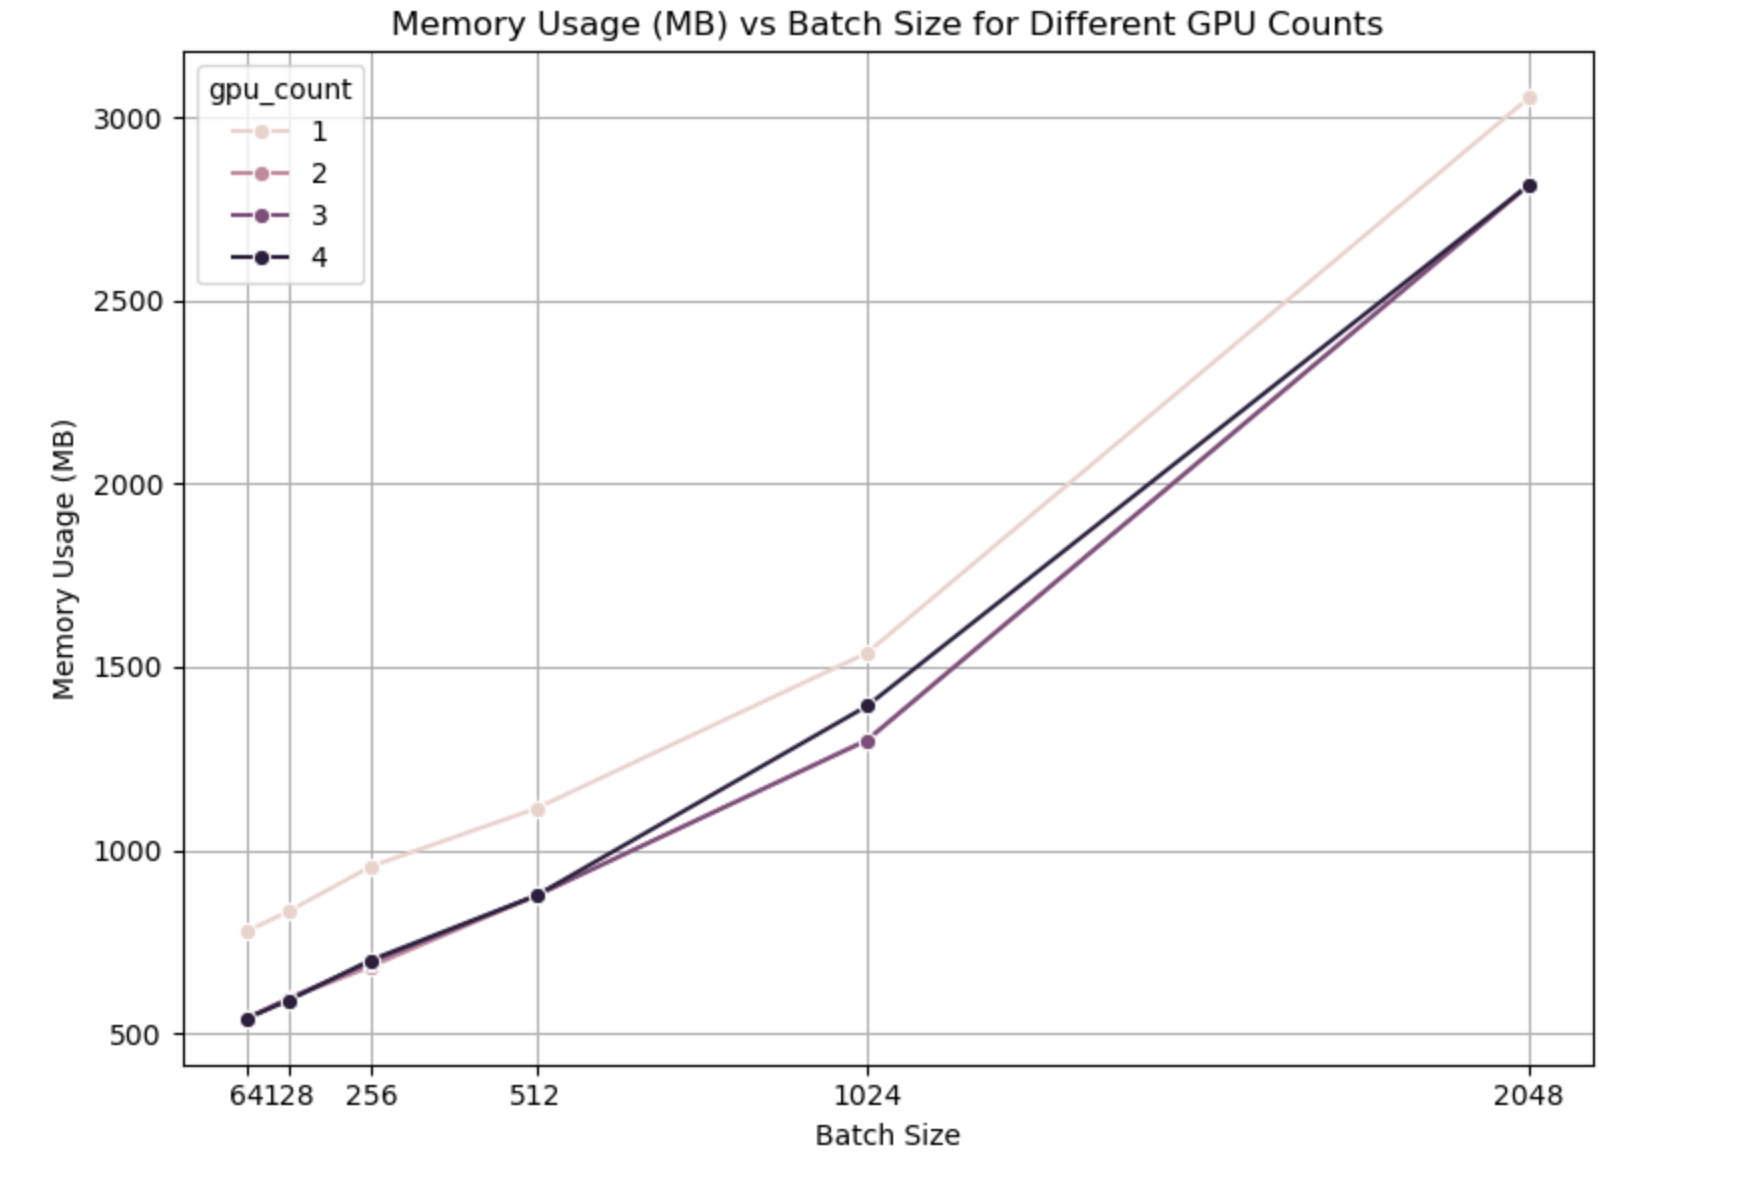 Memory Usage (MB) vs Batch Size for Different GPU Counts
gpu_count
1
2
3
4
3000
2500
2000
1500
1000
500
Memory Usage (MB)
64 128 256 512 1024 2048
Batch Size